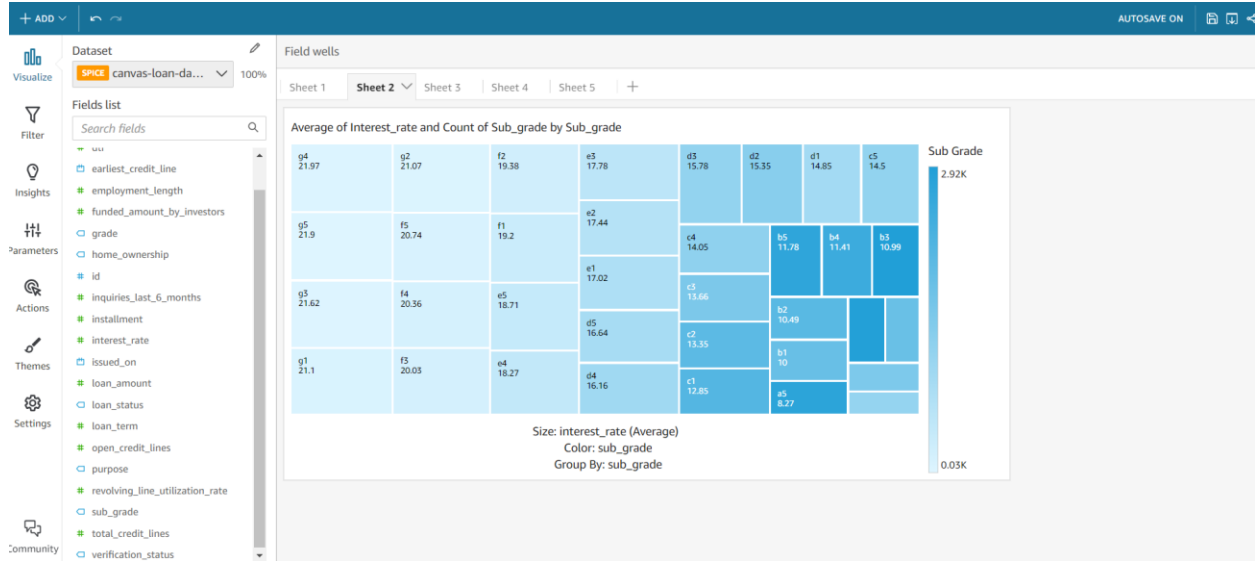 + ADD
AUTOSAVE ON
Visualize
Filter
Insights
Parameters
Actions
Themes
Settings
Community
Dataset
SPICE canvas-loan-da... 100%
Fields list
Search fields
# earliest_credit_line
# employment_length
# funded_amount_by_investors
grade
home_ownership
# id
# inquiries_last_6_months
# installment
# interest_rate
issued_on
# loan_amount
loan_status
# loan_term
# open_credit_lines
purpose
# revolving_line_utilization_rate
sub_grade
# total_credit_lines
verification_status
Field wells
Sheet 1 Sheet 2 Sheet 3 Sheet 4 Sheet 5 +
Average of Interest_rate and Count of Sub_grade by Sub_grade
g4
21.97
g5
21.9
g3
21.62
g1
21.1
g2
21.07
f5
20.74
f4
20.36
f3
20.03
f2
19.38
f1
19.2
e5
18.71
e4
18.27
e3
17.78
e2
17.44
e1
17.02
d5
16.64
d4
16.16
d3
15.78
d2
15.35
d1
14.85
c5
14.5
c4
14.05
c3
13.66
c2
13.35
c1
12.85
b5
11.78
b4
11.41
b3
10.99
b2
10.49
b1
10
a5
8.27
Sub Grade
2.92K
0.03K
Size: interest_rate (Average)
Color: sub_grade
Group By: sub_grade